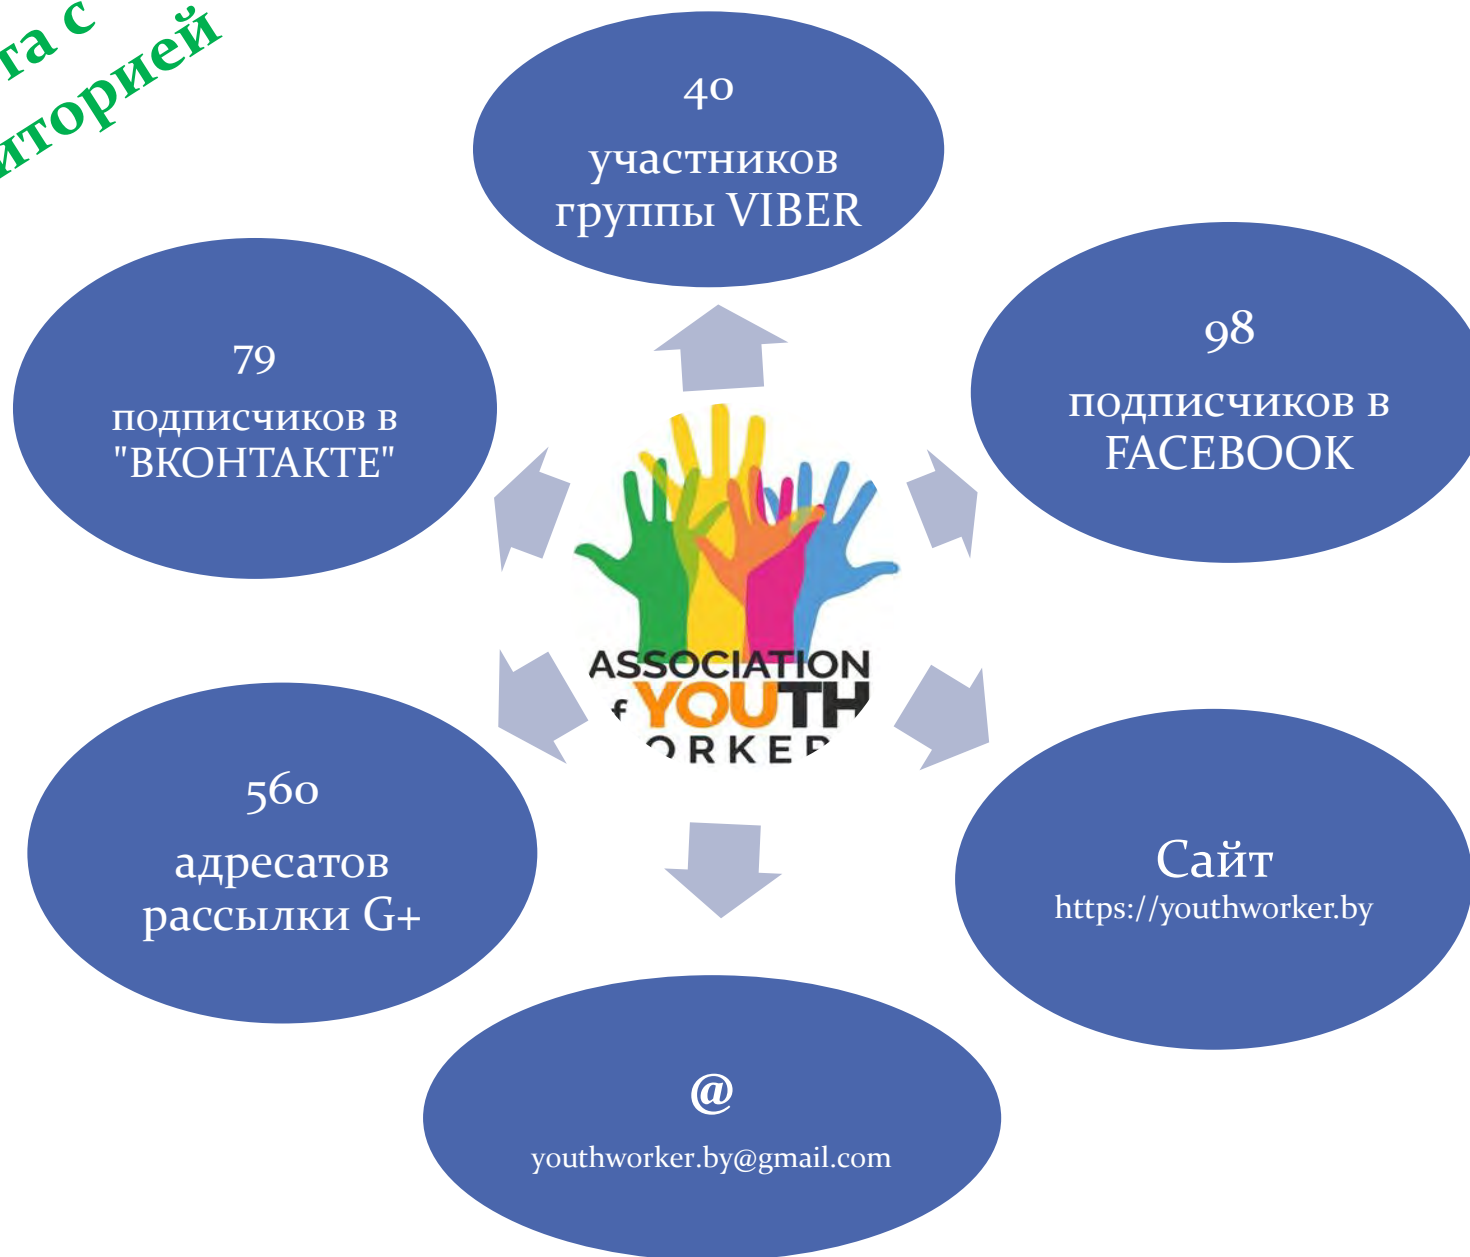 та с
иторией
40
участников
группы VIBER
79
подписчиков в
"ВКОНТАКТЕ"
98
подписчиков в
FACEBOOK
ASSOCIATION
f YOUTH
ORKER
560
адресатов
рассылки G+
Сайт
https://youthworker.by
@
youthworker.by@gmail.com